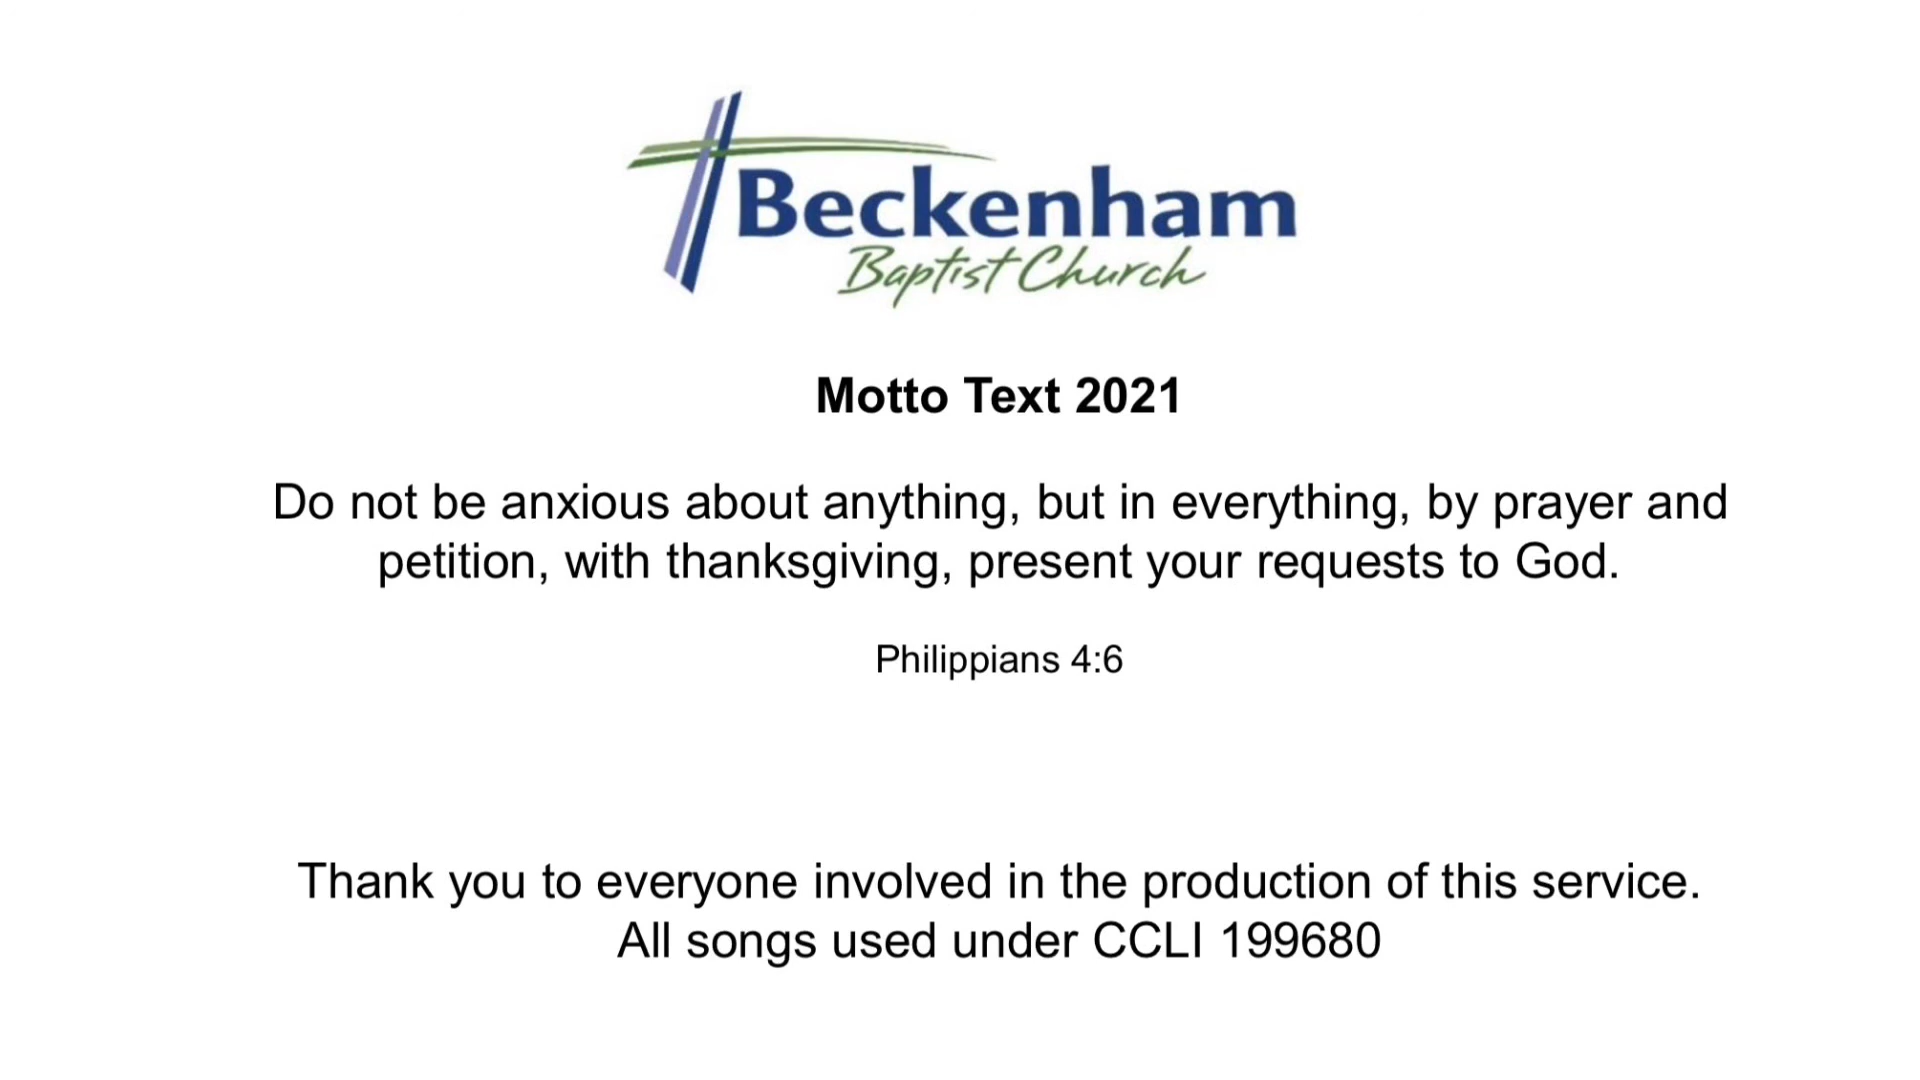 Beckenham
Baptist Church
Motto Text 2021
Do not be anxious about anything, but in everything, by prayer and
petition, with thanksgiving, present your requests to God.
Philippians 4:6
Thank you to everyone involved in the production of this service.
All songs used under CCLI 199680